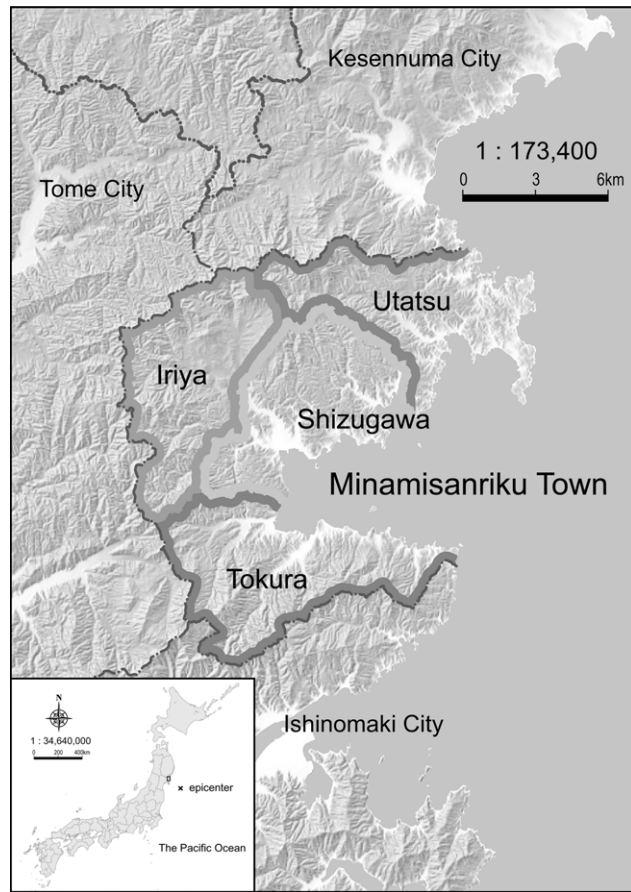 Kesennuma City
1 : 173,400
0 3 6km
Tome City
Utatsu
Iriya
Shizugawa
Minamisanriku Town
Tokura
Ishinomaki City
N
1 : 34,640,000
0 200 400km
epicenter
The Pacific Ocean